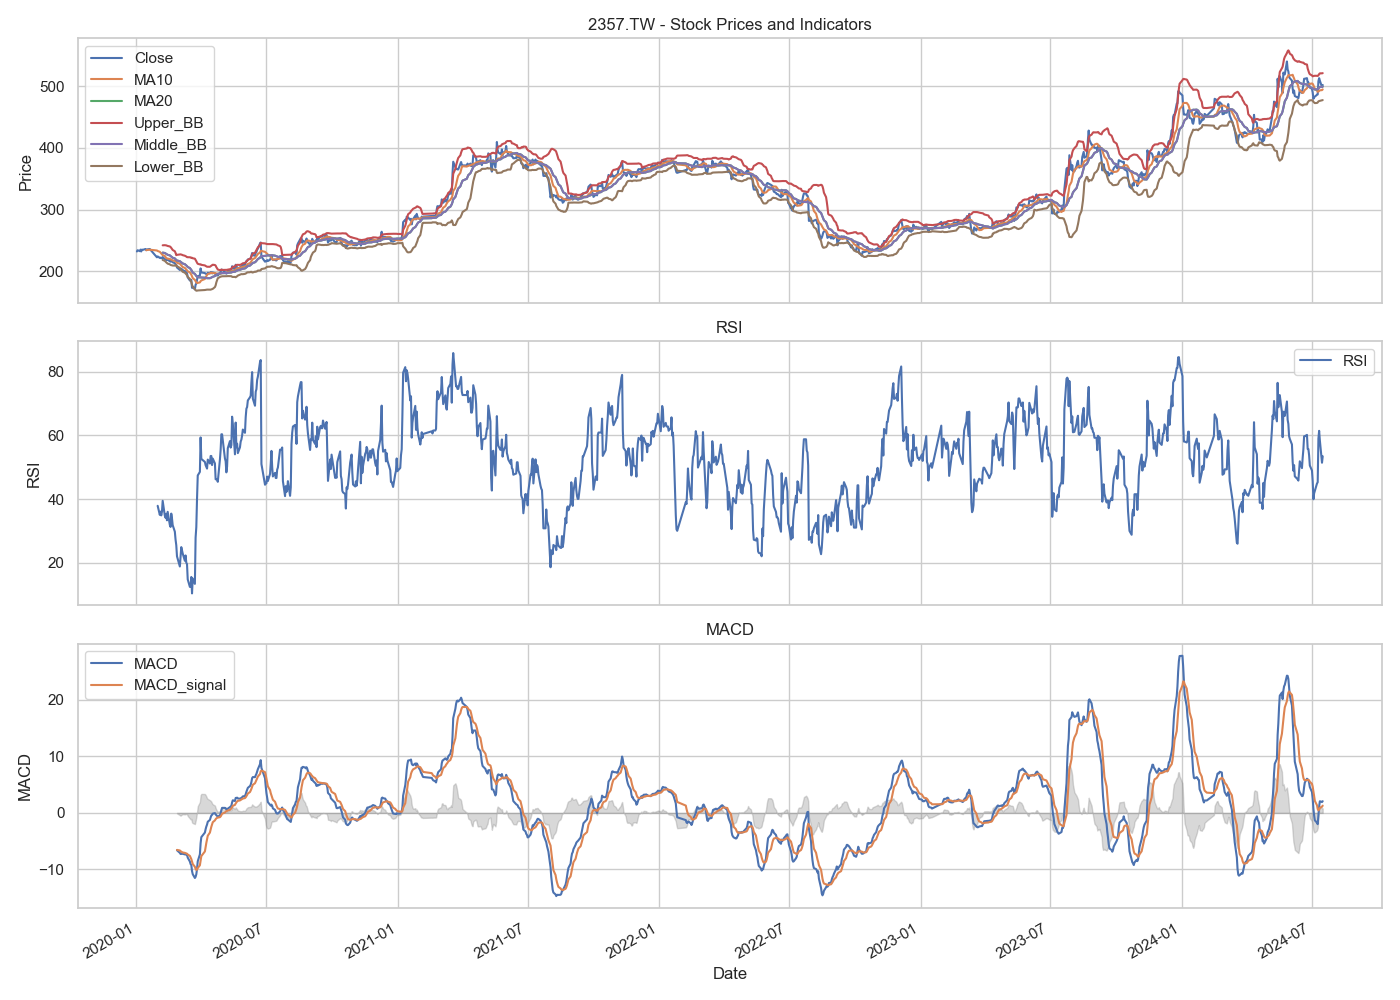 2357.TW - Stock Prices and Indicators
Close
MA10
MA20
Upper_BB
Middle_BB
Lower_BB
Price
500
400
300
200
RSI
RSI
RSI
80
60
40
20
MACD
MACD
MACD_signal
MACD
20
10
0
−10
2020-01
2020-07
2021-01
2021-07
2022-01
2022-07
2023-01
2023-07
2024-01
2024-07
Date